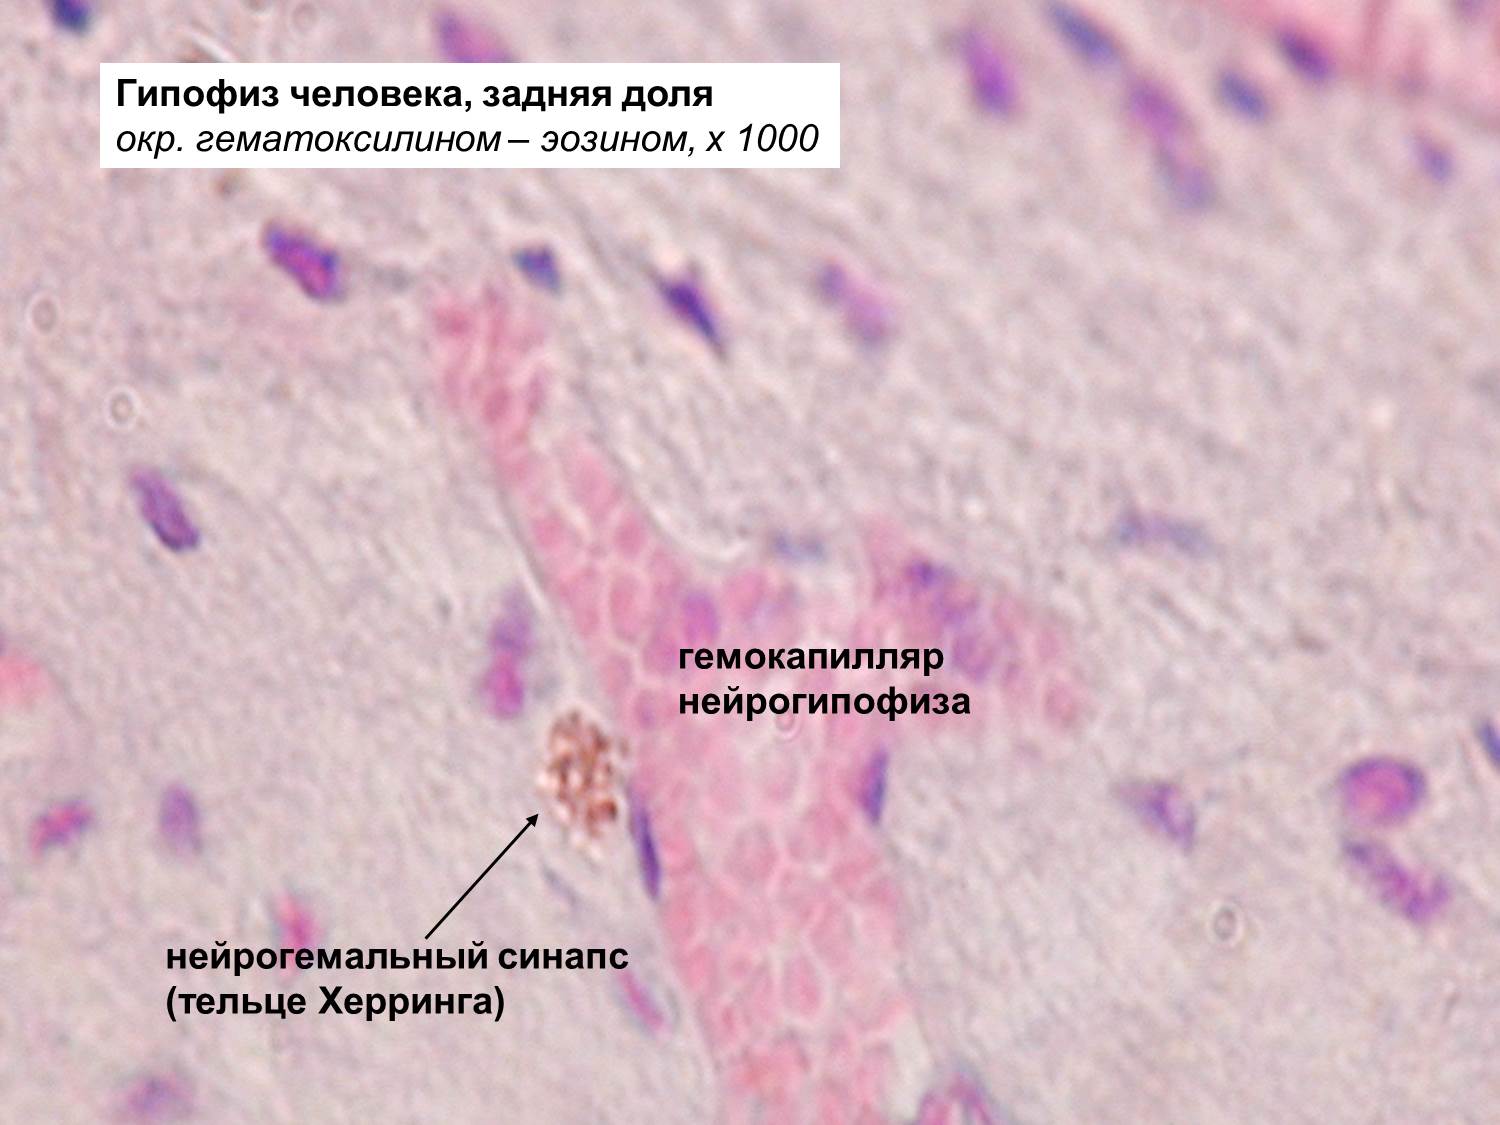 Гипофиз человека, задняя доля
окр. гематоксилином – эозином, х 1000
гемокапилляр
нейрогипофиза
нейрогемальный синапс
(тельце Херринга)